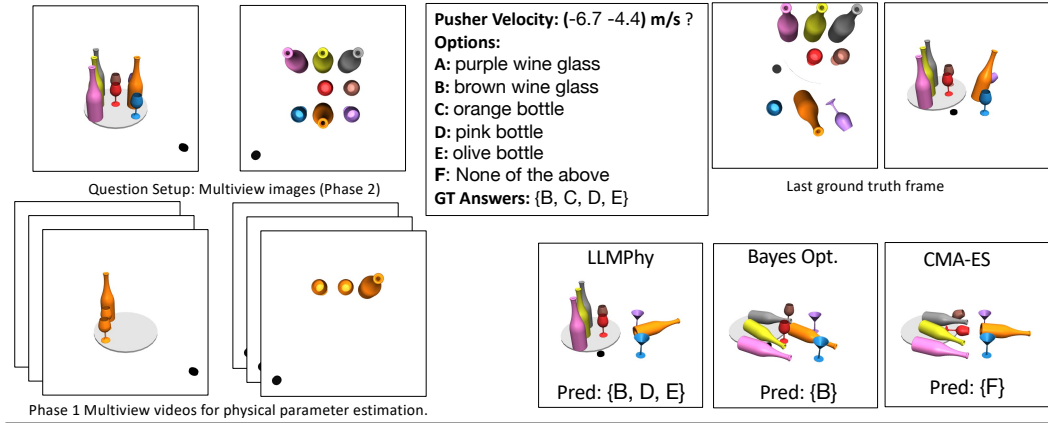 Pusher Velocity: (-6.7 -4.4) m/s ?
Options:
A: purple wine glass
B: brown wine glass
C: orange bottle
D: pink bottle
E: olive bottle
F: None of the above
GT Answers: {B, C, D, E}
Question Setup: Multiview images (Phase 2)
Last ground truth frame
LLMPhy
Pred: {B, D, E}
Bayes Opt.
Pred: {B}
CMA-ES
Pred: {F}
Phase 1 Multiview videos for physical parameter estimation.